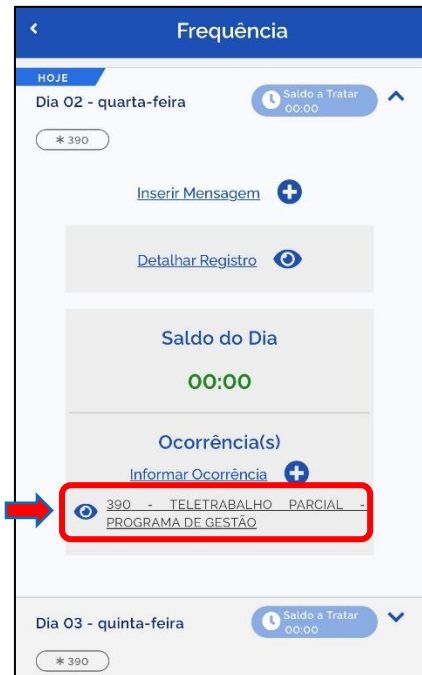 Frequência
HOJE
Dia 02 - quarta-feira
Saldo a Tratar
00:00
* 390
Inserir Mensagem
Detalhar Registro
Saldo do Dia
00:00
Ocorrência(s)
Informar Ocorrência
390 - TELETRABALHO PARCIAL -
PROGRAMA DE GESTÃO
Dia 03 - quinta-feira
Saldo a Tratar
00:00
* 390